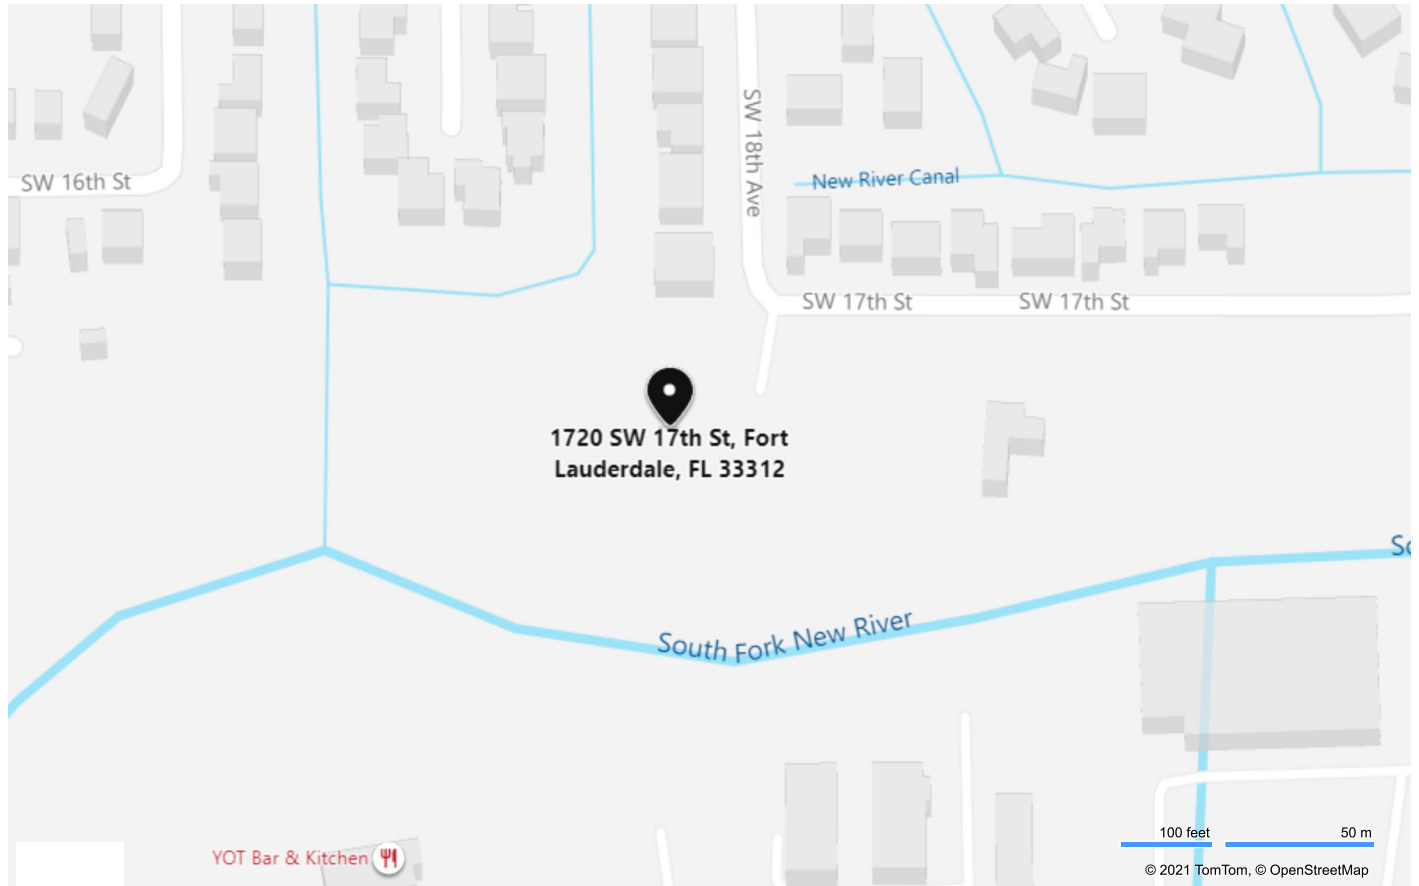 SW 18th Ave
SW 16th St
New River Canal
SW 17th St
SW 17th St
1720 SW 17th St, Fort
Lauderdale, FL 33312
South Fork New River
YOT Bar & Kitchen
100 feet
50 m
© 2021 TomTom, © OpenStreetMap